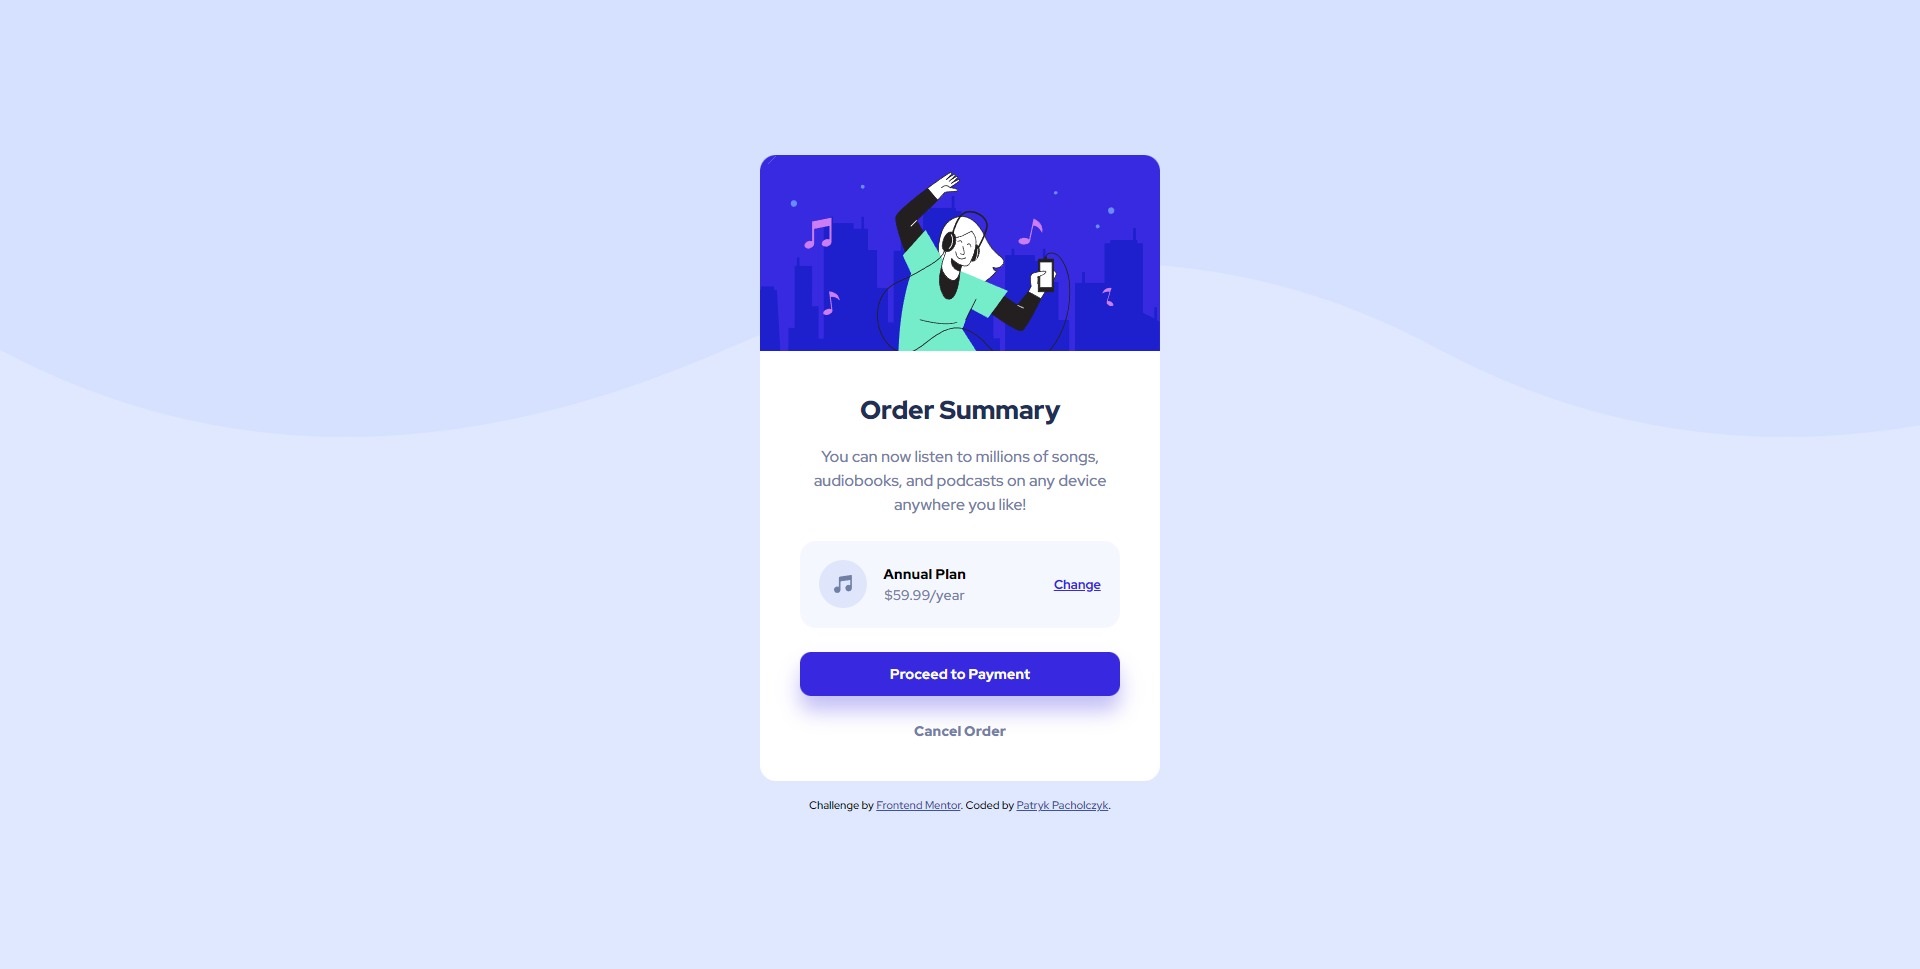 Order Summary
You can now listen to millions of songs,
audiobooks, and podcasts on any device
anywhere you like!
Annual Plan
$59.99/year
Change
Proceed to Payment
Cancel Order
Challenge by Frontend Mentor. Coded by Patryk Pacholczyk.